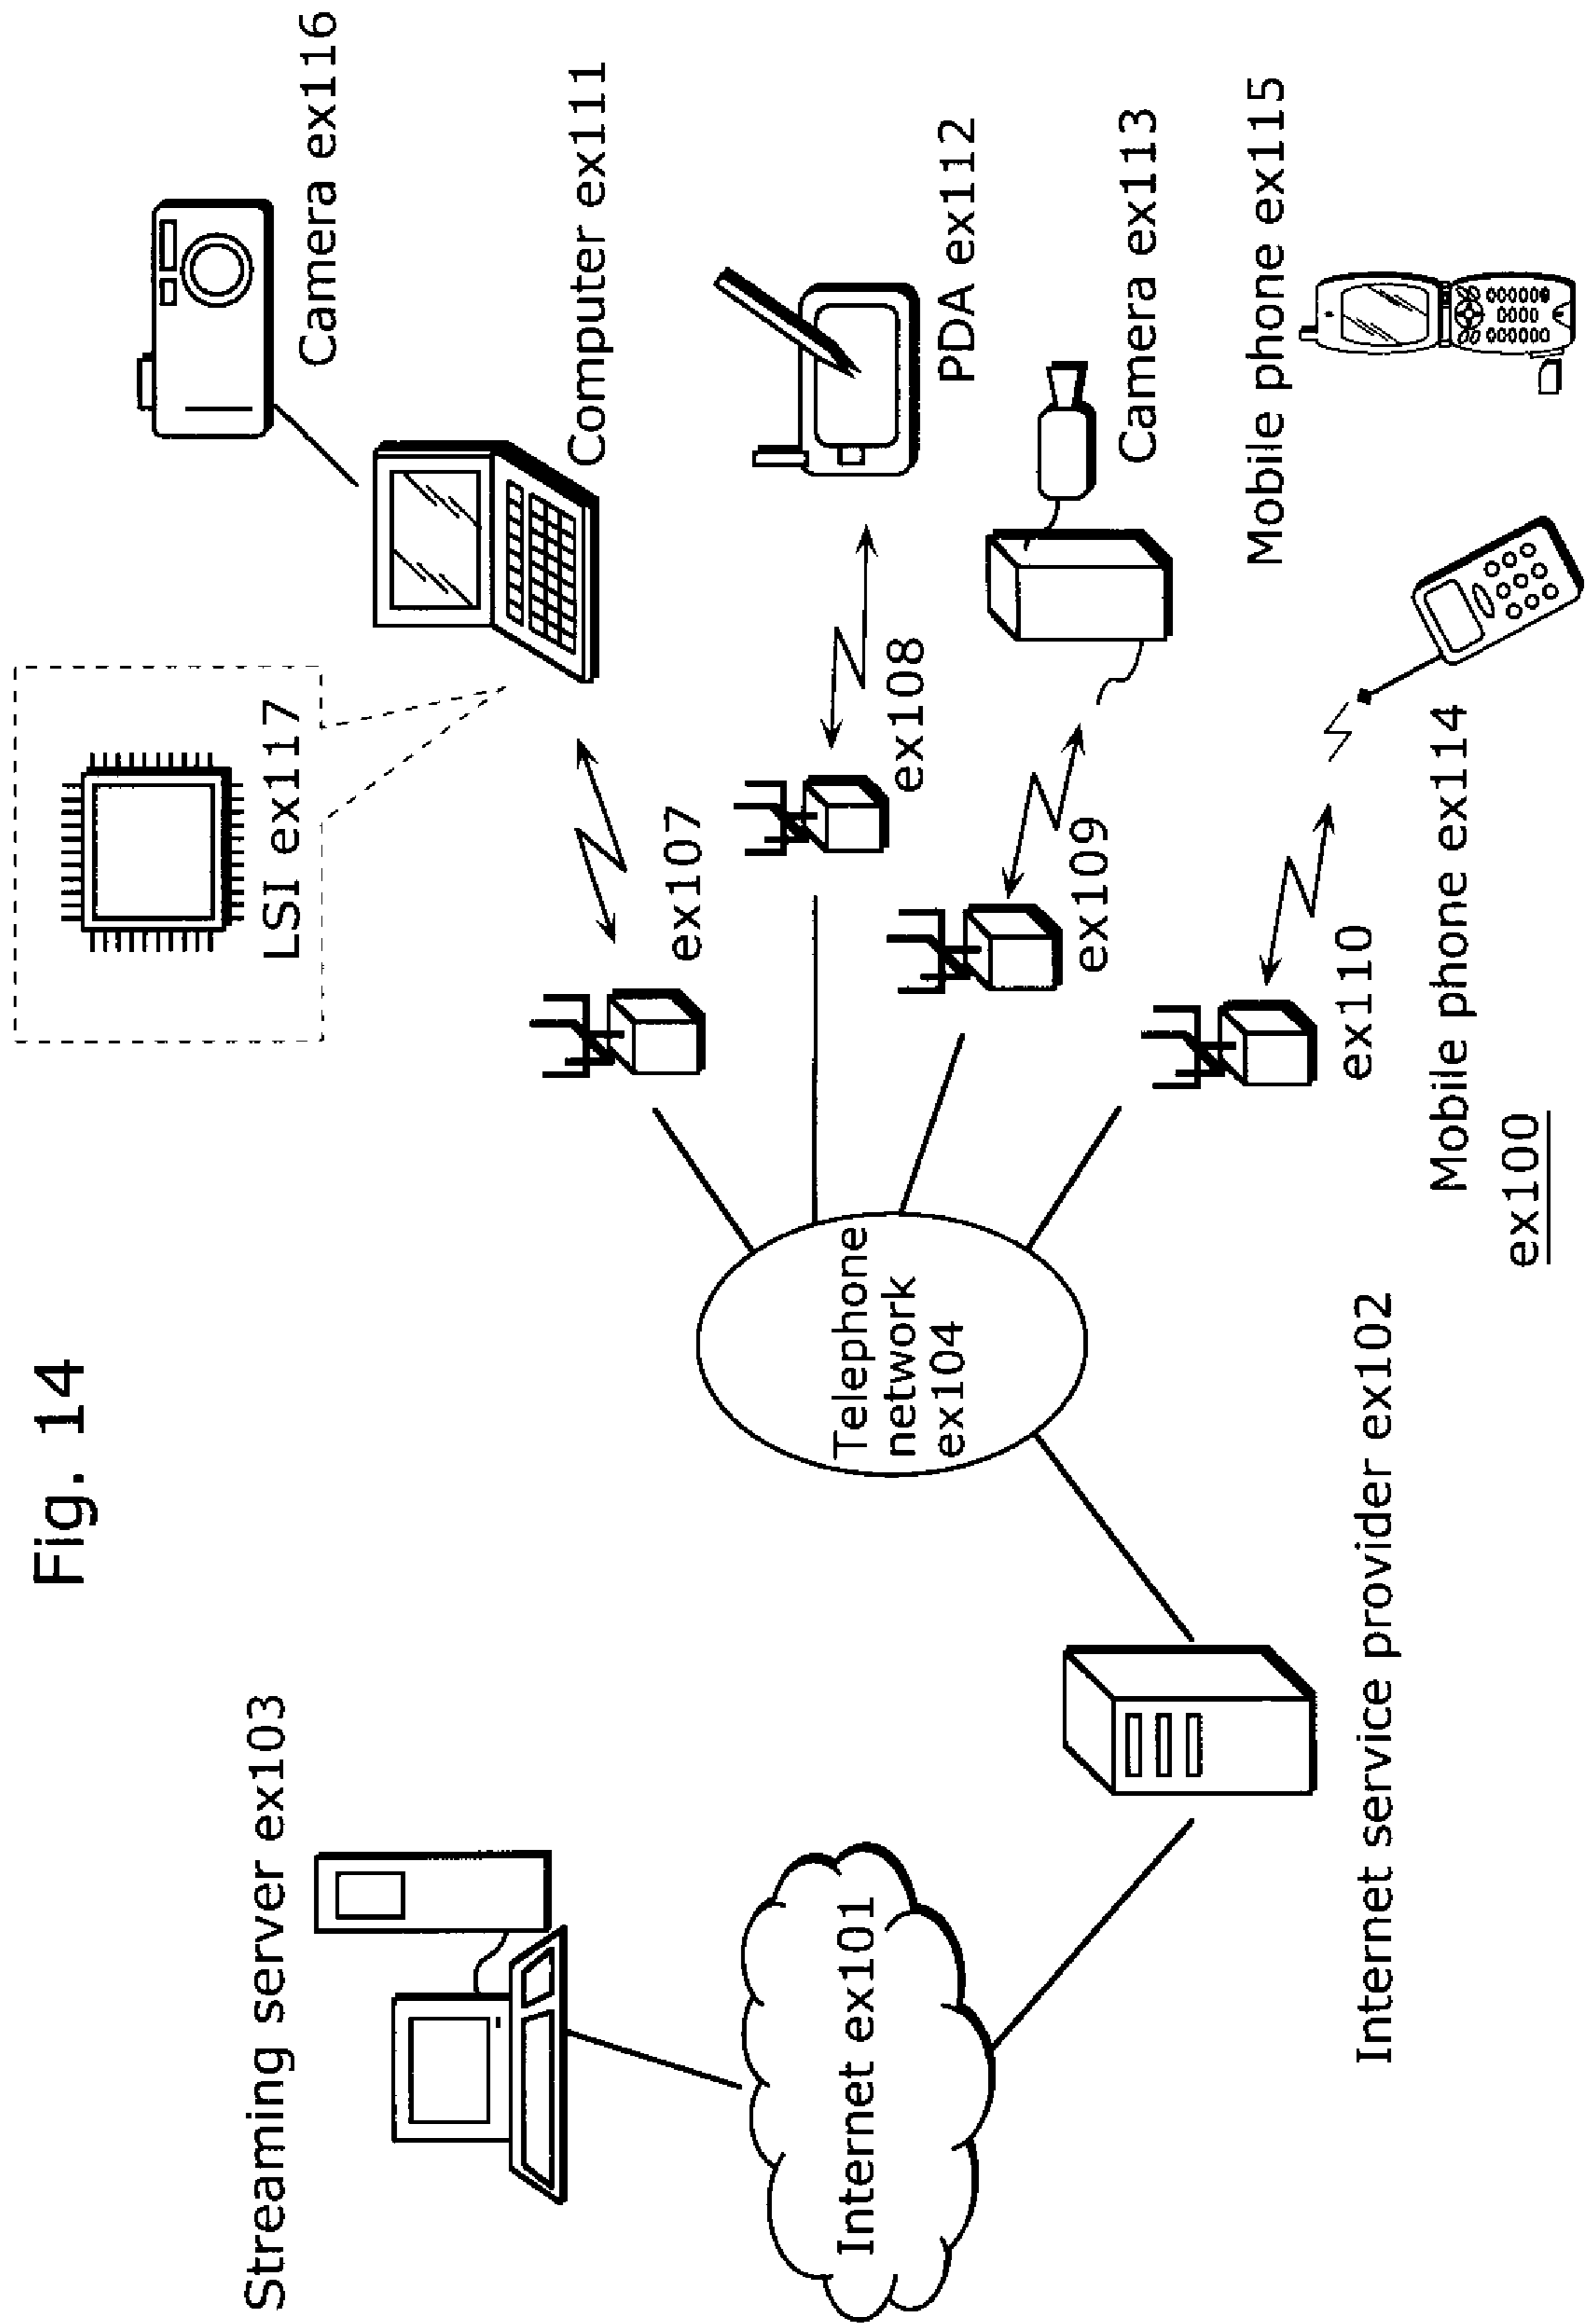 Fig. 14
Streaming server ex103
Internet ex101
Internet service provider ex102
Telephone
network
ex104
LSI ex117
Camera ex116
Computer ex111
ex107
PDA ex112
ex108
Camera ex113
ex109
Mobile phone ex115
ex110
Mobile phone ex114
ex100